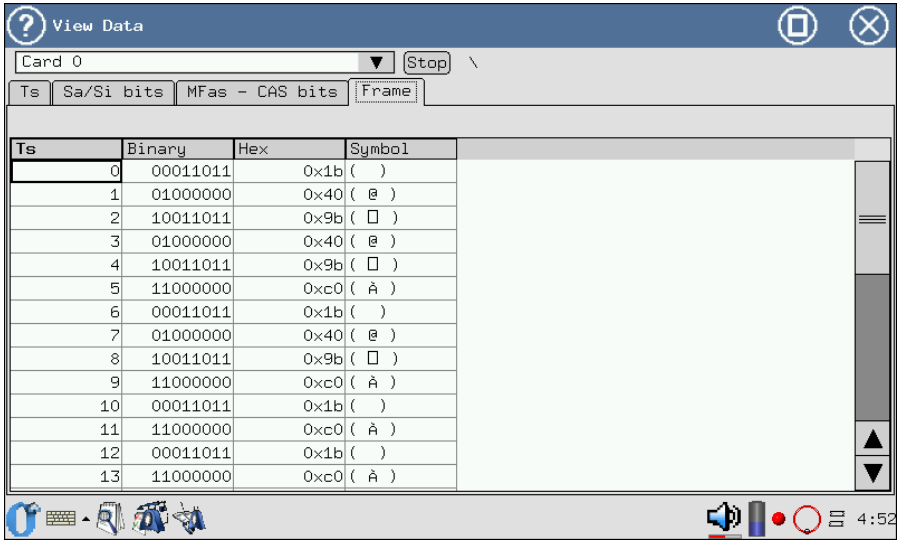 ? View Data
Card 0 Stop \
Ts Sa/Si bits MFas - CAS bits Frame
Ts Binary Hex Symbol
0 00011011 0x1b ( )
1 01000000 0x40 ( @ )
2 10011011 0x9b ( □ )
3 01000000 0x40 ( @ )
4 10011011 0x9b ( □ )
5 11000000 0xc0 ( À )
6 00011011 0x1b ( )
7 01000000 0x40 ( @ )
8 10011011 0x9b ( □ )
9 11000000 0xc0 ( À )
10 00011011 0x1b ( )
11 11000000 0xc0 ( À )
12 00011011 0x1b ( )
13 11000000 0xc0 ( À )
4:52